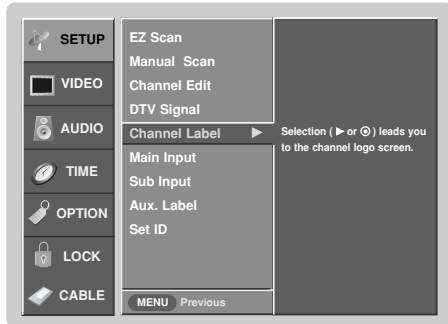 SETUP
VIDEO
AUDIO
TIME
OPTION
LOCK
CABLE
EZ Scan
Manual Scan
Channel Edit
DTV Signal
Channel Label ▶
Main Input
Sub Input
Aux. Label
Set ID
MENU Previous
Selection ( ▶ or ⊙ ) leads you
to the channel logo screen.